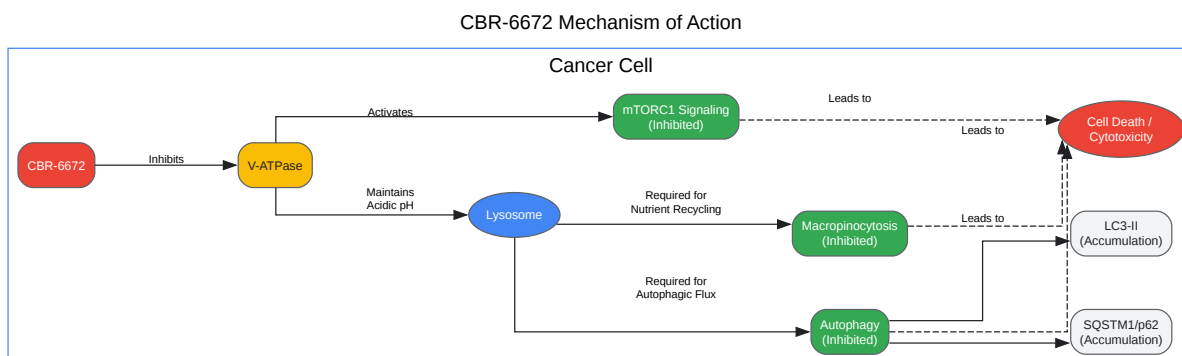 CBR-6672 Mechanism of Action
Cancer Cell
Leads to
mTORC1 Signaling
(Inhibited)
Activates
Cell Death /
Cytotoxicity
Leads to
CBR-6672
Inhibits
V-ATPase
Maintains
Acidic pH
Lysosome
Required for
Nutrient Recycling
Macropinocytosis
(Inhibited)
Leads to
LC3-II
(Accumulation)
Required for
Autophagic Flux
Autophagy
(Inhibited)
SQSTM1/p62
(Accumulation)